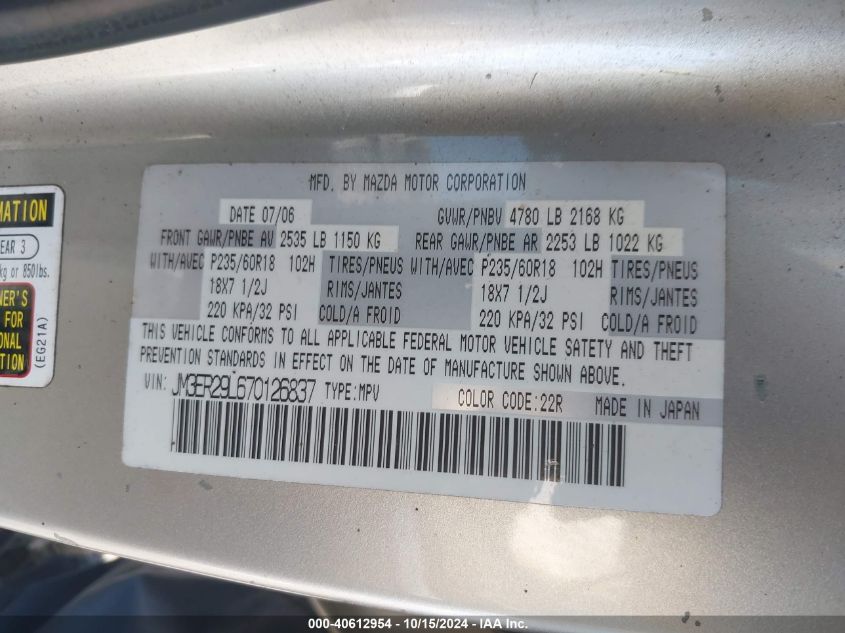 MFD. BY MAZDA MOTOR CORPORATION
DATE 07/06 GVWR/PNBV 4780 LB 2168 KG
FRONT GAWR/PNBE AV 2535 LB 1150 KG REAR GAWR/PNBE AR 2253 LB 1022 KG
WITH/AVEC P235/60R18 102H TIRES/PNEUS WITH/AVEC P235/60R18 102H TIRES/PNEUS
18X7 1/2J RIMS/JANTES 18X7 1/2J RIMS/JANTES
220 KPA/32 PSI COLD/A FROID 220 KPA/32 PSI COLD/A FROID
THIS VEHICLE CONFORMS TO ALL APPLICABLE FEDERAL MOTOR VEHICLE SAFETY AND THEFT
PREVENTION STANDARDS IN EFFECT ON THE DATE OF MANUFACTURE SHOWN ABOVE.
VIN: JM3ER29L670126837 TYPE:MPV COLOR CODE:22R MADE IN JAPAN
MATION
EAR 3
kg or 850lbs.
NER'S
FOR
ONAL
TION
(EG21A)
000-40612954 - 10/15/2024 - © IAA, Inc.